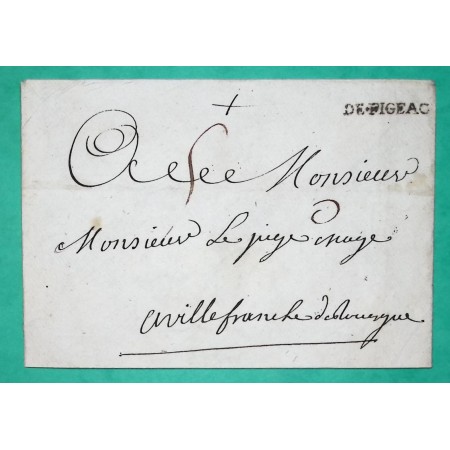 DE•FIGEAC
A Monsieur
Monsieur Le juge mage
a villefranche de Rouergue